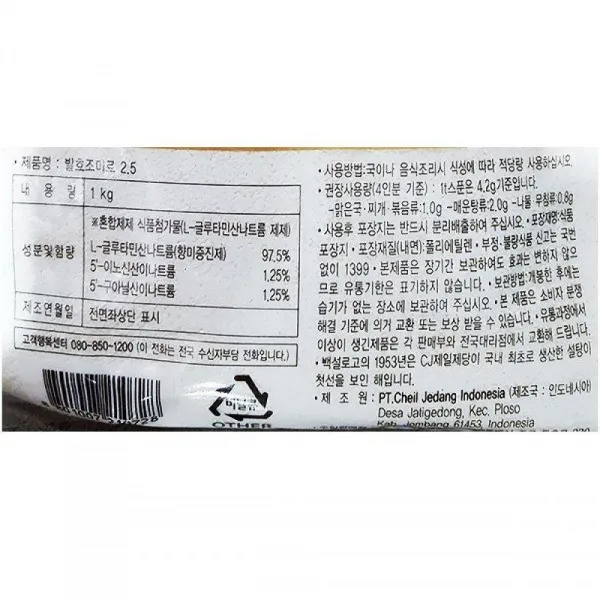 • 제품명 : 발효조미료 2.5
내 용 량 1 kg
성분및함량
※혼합제제 식품첨가물(L-글루타민산나트륨 제제)
L-글루타민산나트륨(향미증진제) 97.5%
5'-이노신산이나트륨 1.25%
5'-구아닐산이나트륨 1.25%
제조연월일 전면좌상단 표시
고객행복센터 080-850-1200 (이 전화는 전국 수신자부담 전화입니다.)
OTHER
• 사용방법:국이나 음식조리시 식성에 따라 적당량 사용하십시오.
• 권장사용량(4인분 기준) : 1t스푼은 4.2g기준입니다.
-맑은국·찌개·볶음류:1.0g -매운탕류:2.0g -나물 무침류:0.8g
• 사용후 포장지는 반드시 분리배출하여 주십시오. • 포장재명:식품
포장지 • 포장재질(내면):폴리에틸렌 • 부정·불량식품 신고는 국번
없이 1399 • 본제품은 장기간 보관하여도 효과는 변하지 않으
므로 유통기한은 표기하지 않습니다. • 보관방법:개봉한 후에는
습기가 없는 장소에 보관하여 주십시오. • 본 제품은 소비자 분쟁
해결 기준에 의거 교환 또는 보상 받을 수 있습니다. • 유통과정에서
이상이 생긴제품은 각 판매부와 전국대리점에서 교환해 드립니다.
• 백설로고의 1953년은 CJ제일제당이 국내 최초로 생산한 설탕이
첫선을 보인 해입니다.
• 제 조 원 : PT.Cheil Jedang Indonesia (제조국 : 인도네시아)
Desa Jaligedong, Kec. Ploso
Kab. Jombang 61453, Indonesia